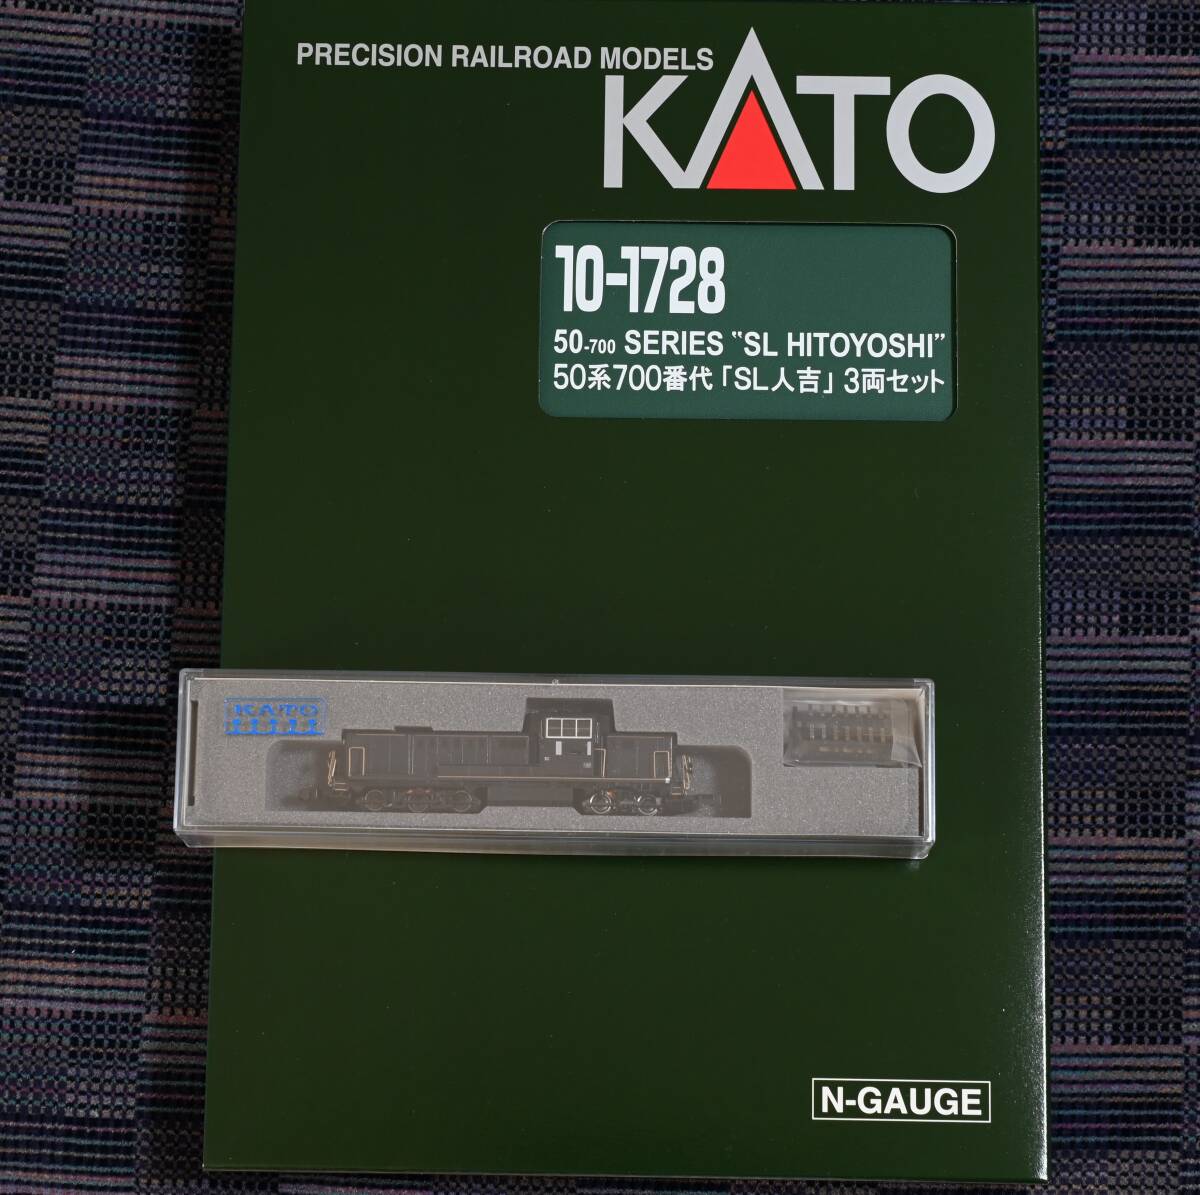 PRECISION RAILROAD MODELS
KATO
10-1728
50-700 SERIES “SL HITOYOSHI”
50系700番代「SL人吉」3両セット
KATO
N-GAUGE